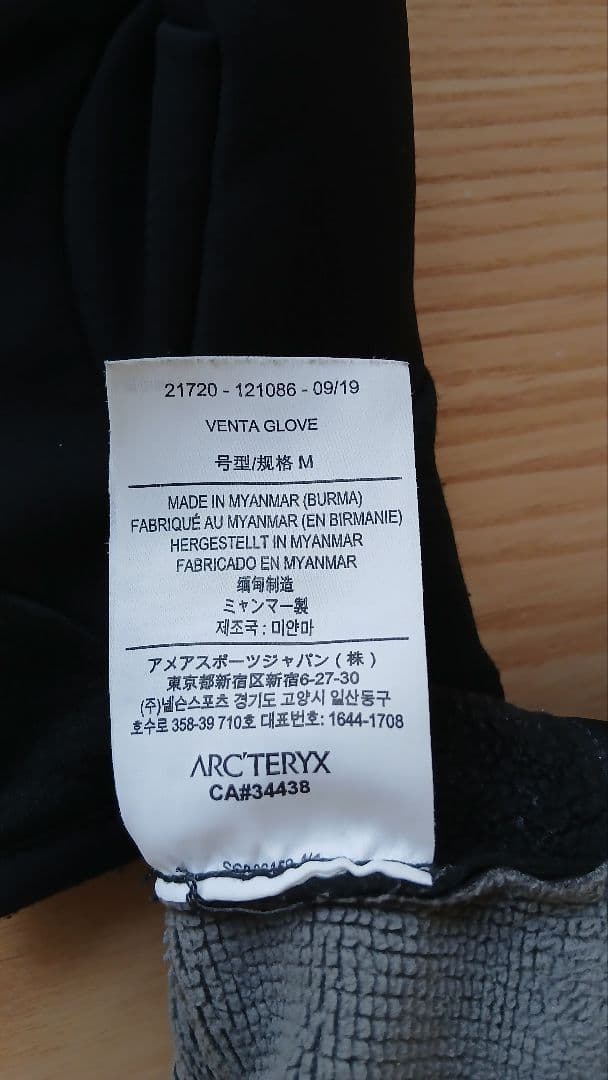 21720 - 121086 - 09/19
VENTA GLOVE
号型/规格 M
MADE IN MYANMAR (BURMA)
FABRIQUÉ AU MYANMAR (EN BIRMANIE)
HERGESTELLT IN MYANMAR
FABRICADO EN MYANMAR
缅甸制造
ミャンマー製
제조국 : 미얀마
アメアスポーツジャパン ( 株 )
東京都新宿区新宿6-27-30
(주)넬슨스포츠 경기도 고양시 일산동구
호수로 358-39 710호 대표번호: 1644-1708
ARC'TERYX
CA#34438